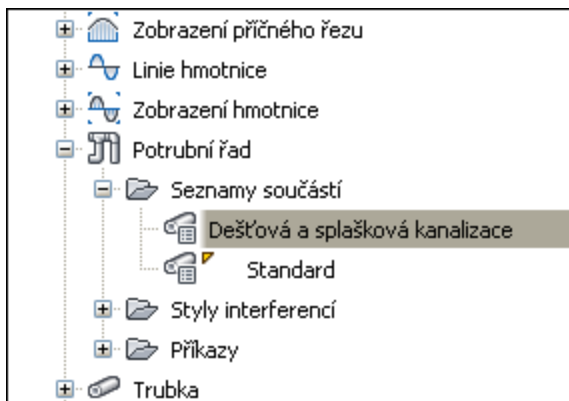 Zobrazení příčného řezu
Linie hmotnice
Zobrazení hmotnice
Potrubní řad
Seznamy součástí
Dešťová a splašková kanalizace
Standard
Styly interferencí
Příkazy
Trubka